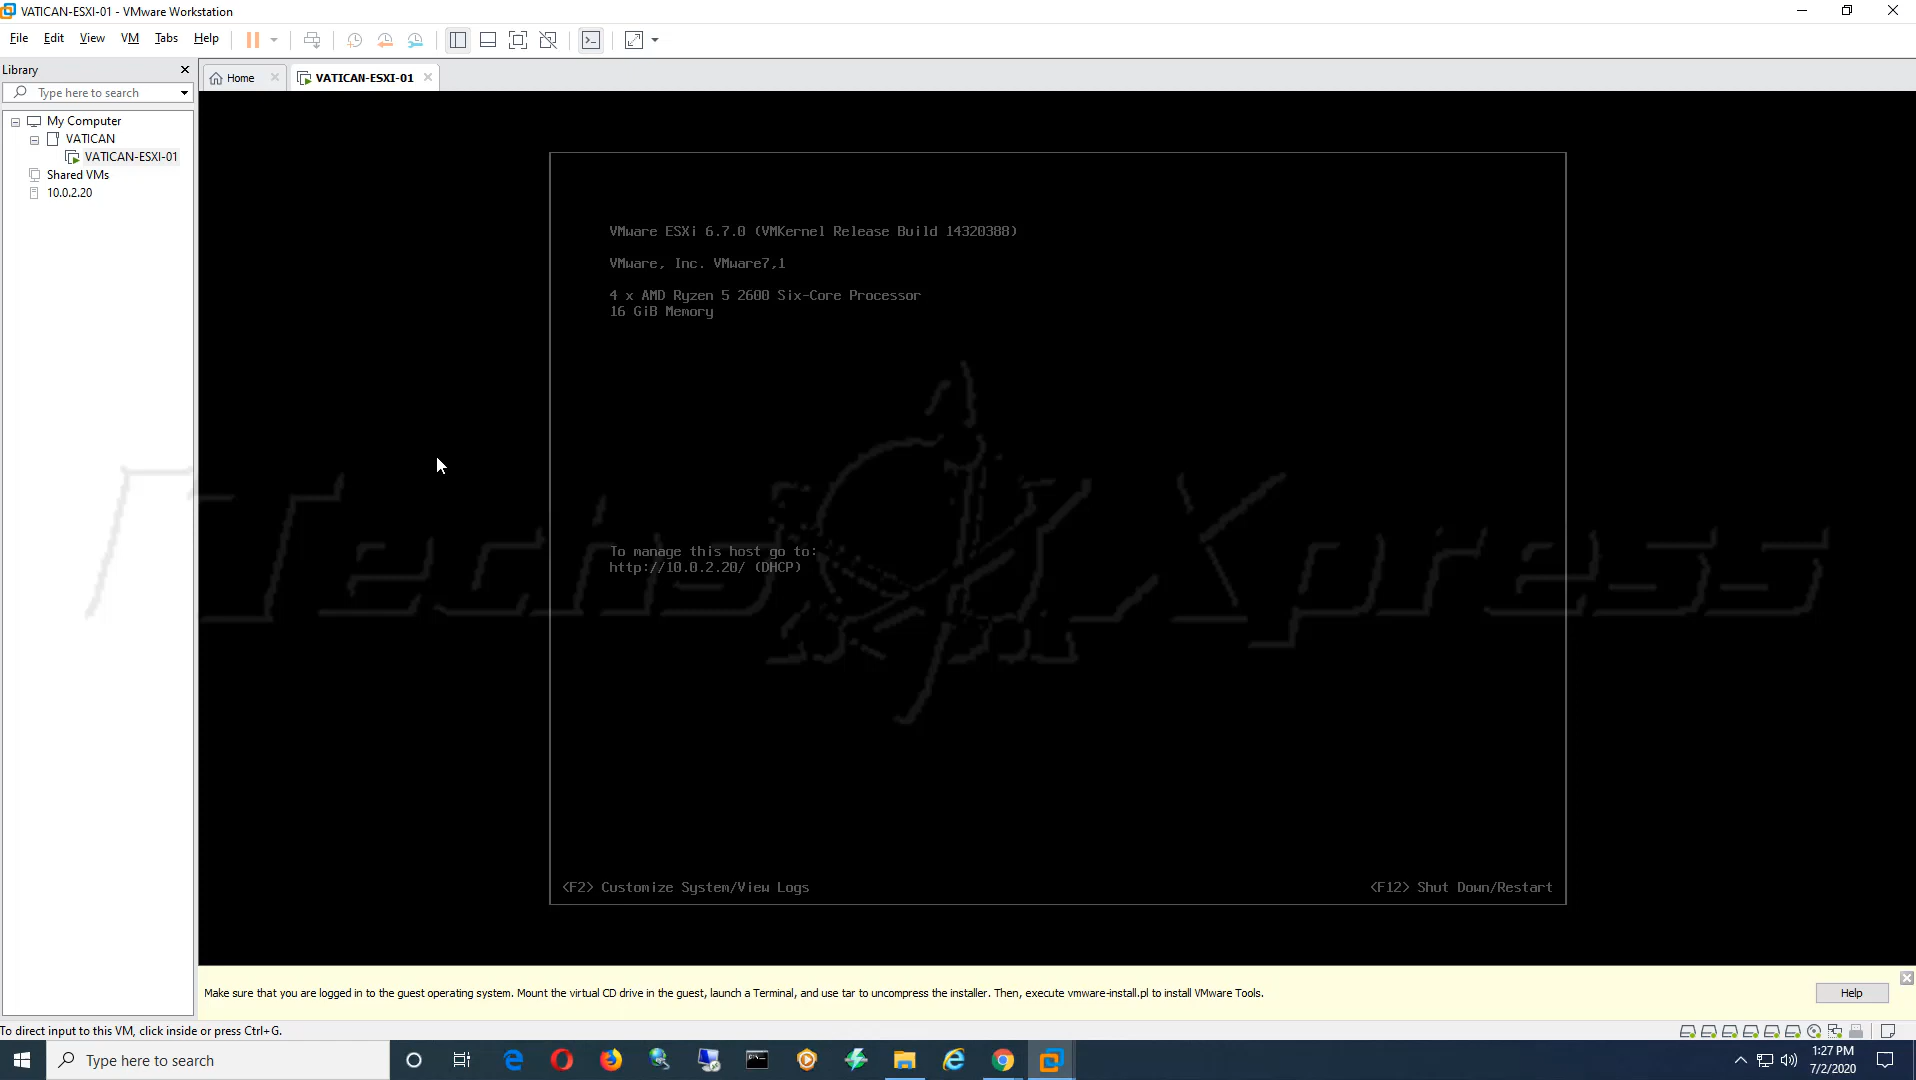 VATICAN-ESXI-01 - VMware Workstation
File Edit View VM Tabs Help
Library
Type here to search
My Computer
VATICAN
VATICAN-ESXI-01
Shared VMs
10.0.2.20
Home
VATICAN-ESXI-01
VMware ESXi 6.7.0 (VMKernel Release Build 14320388)
VMware, Inc. VMware7,1
4 x AMD Ryzen 5 2600 Six-Core Processor
16 GiB Memory
To manage this host go to:
http://10.0.2.20/ (DHCP)
<F2> Customize System/View Logs
<F12> Shut Down/Restart
Make sure that you are logged in to the guest operating system. Mount the virtual CD drive in the guest, launch a Terminal, and use tar to uncompress the installer. Then, execute vmware-install.pl to install VMware Tools.
Help
To direct input to this VM, click inside or press Ctrl+G.
Type here to search
1:27 PM
7/2/2020